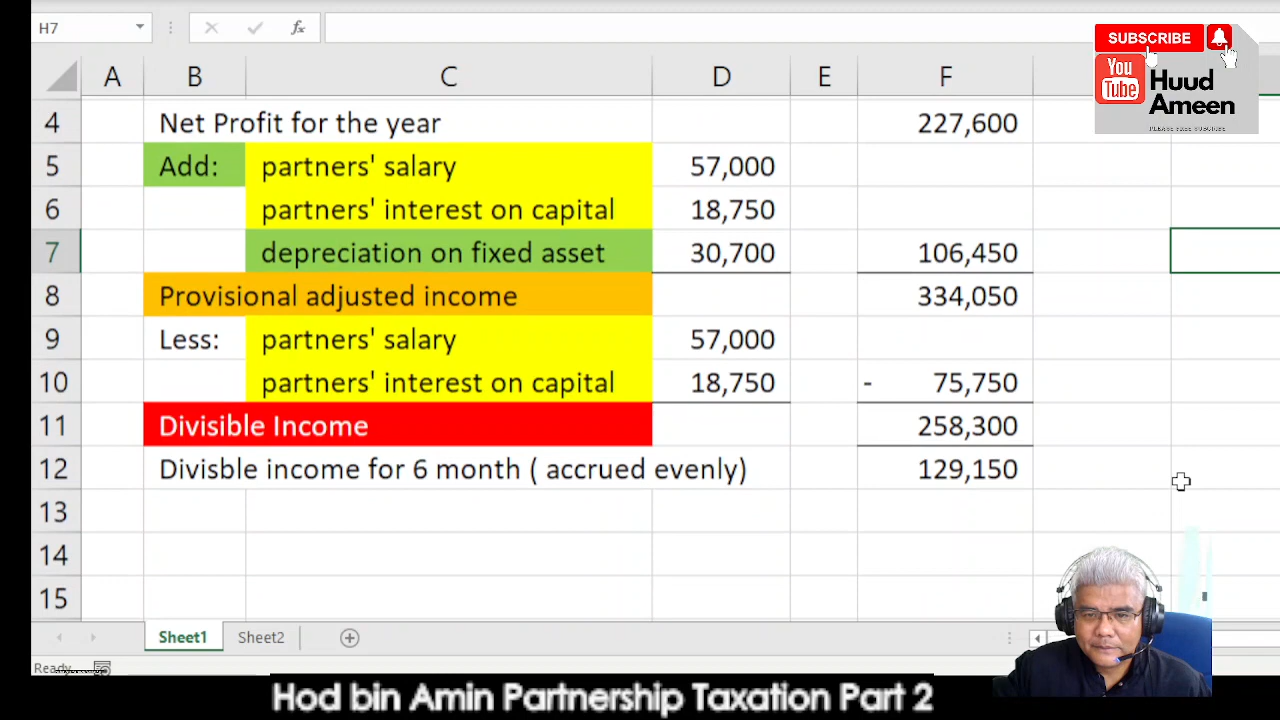 H7
SUBSCRIBE
You
Tube
Huud
Ameen
PLEASE FREE SUBSCRIBE
A B C D E F
4 Net Profit for the year 227,600
5 Add: partners' salary 57,000
6 partners' interest on capital 18,750
7 depreciation on fixed asset 30,700 106,450
8 Provisional adjusted income 334,050
9 Less: partners' salary 57,000
10 partners' interest on capital 18,750 - 75,750
11 Divisible Income 258,300
12 Divisble income for 6 month ( accrued evenly) 129,150
13
14
15
Sheet1 Sheet2
Ready
Hod bin Amin Partnership Taxation Part 2